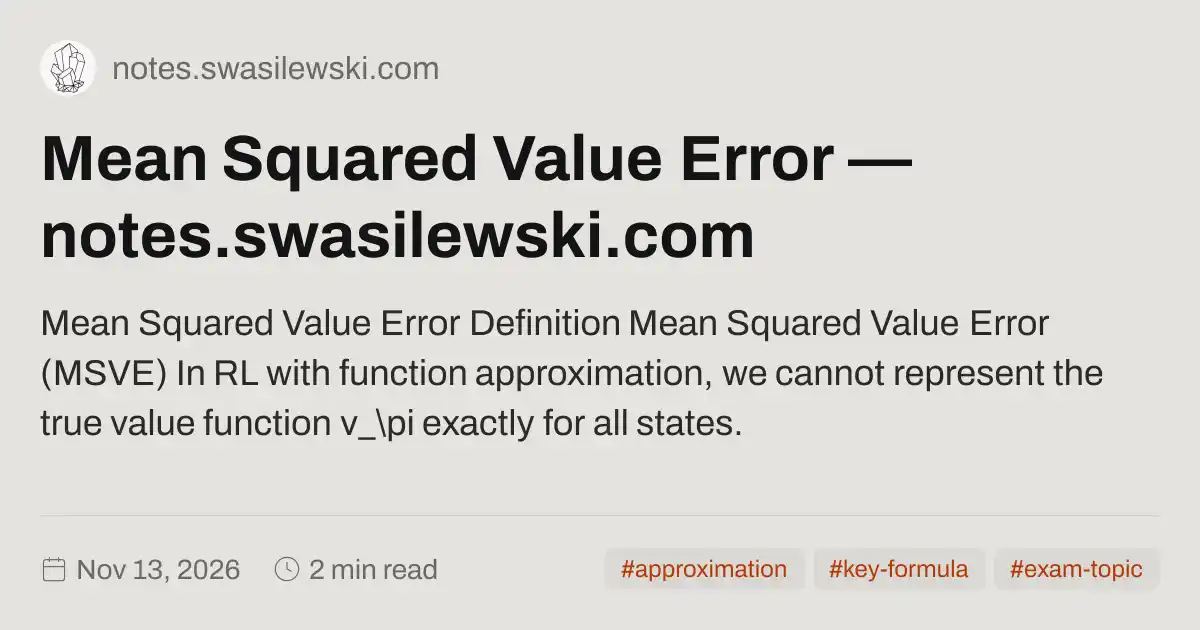 notes.swasilewski.com
Mean Squared Value Error —
notes.swasilewski.com
Mean Squared Value Error Definition Mean Squared Value Error
(MSVE) In RL with function approximation, we cannot represent the
true value function v_\pi exactly for all states.
Nov 13, 2026
2 min read
#approximation
#key-formula
#exam-topic